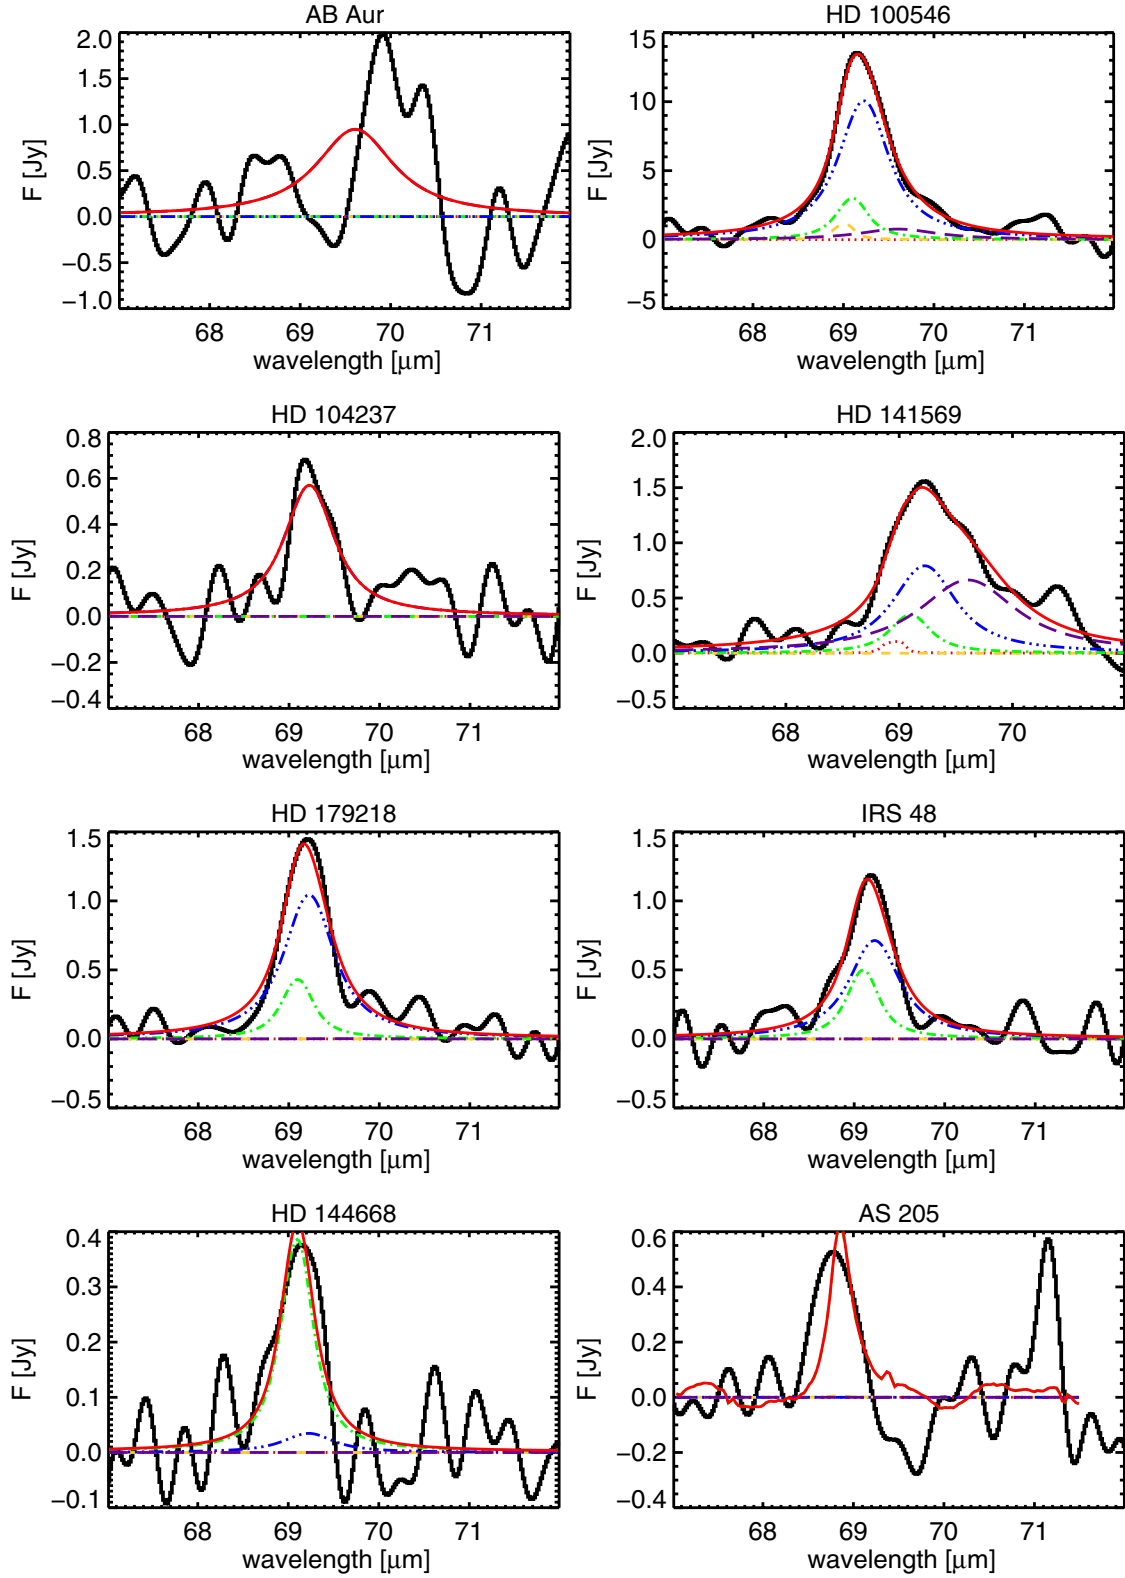 AB Aur
2.0
1.5
1.0
0.5
0.0
−0.5
−1.0
F [Jy]
68 69 70 71
wavelength [μm]
HD 100546
15
10
5
0
−5
F [Jy]
68 69 70 71
wavelength [μm]
HD 104237
0.8
0.6
0.4
0.2
0.0
−0.2
−0.4
F [Jy]
68 69 70 71
wavelength [μm]
HD 141569
2.0
1.5
1.0
0.5
0.0
−0.5
F [Jy]
68 69 70
wavelength [μm]
HD 179218
1.5
1.0
0.5
0.0
−0.5
F [Jy]
68 69 70 71
wavelength [μm]
IRS 48
1.5
1.0
0.5
0.0
−0.5
F [Jy]
68 69 70 71
wavelength [μm]
HD 144668
0.4
0.3
0.2
0.1
0.0
−0.1
F [Jy]
68 69 70 71
wavelength [μm]
AS 205
0.6
0.4
0.2
0.0
−0.2
−0.4
F [Jy]
68 69 70 71
wavelength [μm]